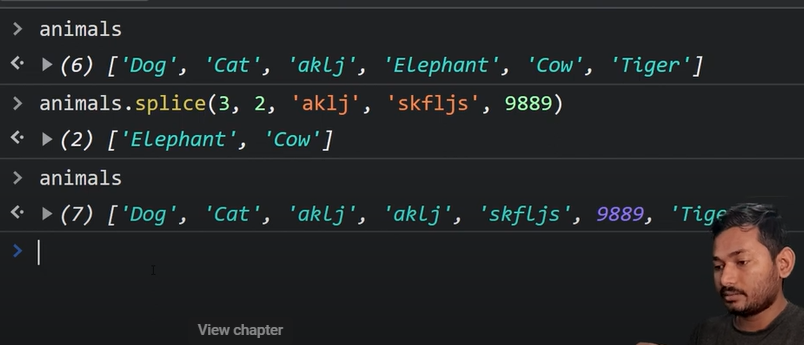 > animals
(6) ['Dog', 'Cat', 'aklj', 'Elephant', 'Cow', 'Tiger']
> animals.splice(3, 2, 'aklj', 'skfljs', 9889)
(2) ['Elephant', 'Cow']
> animals
(7) ['Dog', 'Cat', 'aklj', 'aklj', 'skfljs', 9889, 'Tige
>
View chapter